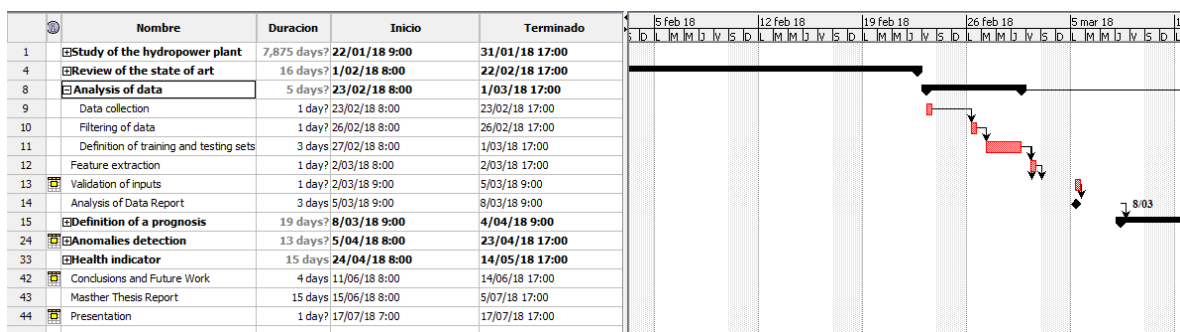 Nombre Duracion Inicio Terminado
5 feb 18 12 feb 18 19 feb 18 26 feb 18 5 mar 18 1
S D L M M J V S D L M M J V S D L M M J V S D L M M J V S D L M M J V S D L
1 Study of the hydropower plant 7,875 days? 22/01/18 9:00 31/01/18 17:00
4 Review of the state of art 16 days? 1/02/18 8:00 22/02/18 17:00
8 Analysis of data 5 days? 23/02/18 8:00 1/03/18 17:00
9 Data collection 1 day? 23/02/18 8:00 23/02/18 17:00
10 Filtering of data 1 day? 26/02/18 8:00 26/02/18 17:00
11 Definition of training and testing sets 3 days 27/02/18 8:00 1/03/18 17:00
12 Feature extraction 1 day? 2/03/18 8:00 2/03/18 17:00
13 Validation of inputs 1 day? 2/03/18 9:00 5/03/18 9:00
14 Analysis of Data Report 3 days 5/03/18 9:00 8/03/18 9:00 8/03
15 Definition of a prognosis 19 days? 8/03/18 9:00 4/04/18 9:00
24 Anomalies detection 13 days? 5/04/18 8:00 23/04/18 17:00
33 Health indicator 15 days 24/04/18 8:00 14/05/18 17:00
42 Conclusions and Future Work 4 days 11/06/18 8:00 14/06/18 17:00
43 Masther Thesis Report 15 days 15/06/18 8:00 5/07/18 17:00
44 Presentation 1 day? 17/07/18 7:00 17/07/18 17:00